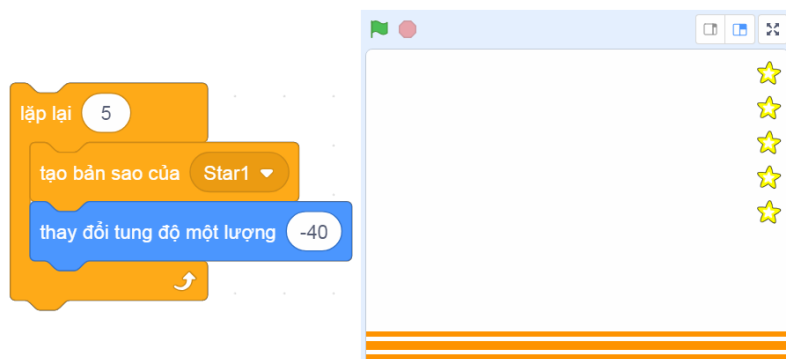 lặp lại 5
tạo bản sao của Star1
thay đổi tung độ một lượng -40